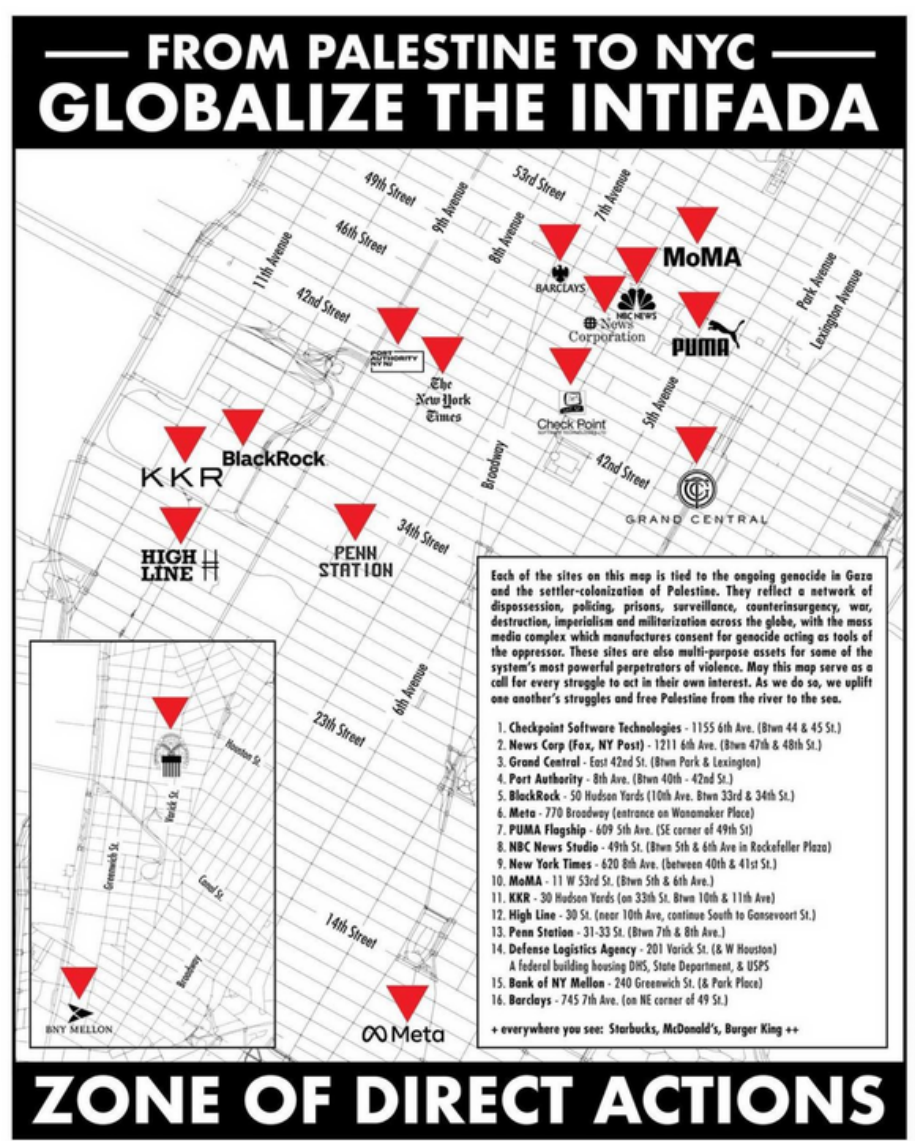 FROM PALESTINE TO NYC
GLOBALIZE THE INTIFADA
49th Street
53rd Street
7th Avenue
9th Avenue
8th Avenue
46th Street
11th Avenue
42nd Street
MoMA
BARCLAYS
NBC NEWS
News
Corporation
PUMA
Park Avenue
Lexington Avenue
PORT
AUTHORITY
NY NJ
The
New York
Times
Check Point
SOFTWARE TECHNOLOGIES LTD
5th Avenue
Broadway
42nd Street
GRAND CENTRAL
KKR
BlackRock
HIGH
LINE
PENN
STATION
34th Street
6th Avenue
23th Street
14th Street
Meta
Houston St.
Varick St.
Greenwich St.
Canal St.
Broadway
BNY MELLON
Each of the sites on this map is tied to the ongoing genocide in Gaza
and the settler-colonization of Palestine. They reflect a network of
dispossession, policing, prisons, surveillance, counterinsurgency, war,
destruction, imperialism and militarization across the globe, with the mass
media complex which manufactures consent for genocide acting as tools of
the oppressor. These sites are also multi-purpose assets for some of the
system's most powerful perpetrators of violence. May this map serve as a
call for every struggle to act in their own interest. As we do so, we uplift
one another's struggles and free Palestine from the river to the sea.
1. Checkpoint Software Technologies - 1155 6th Ave. (Btwn 44 & 45 St.)
2. News Corp (Fox, NY Post) - 1211 6th Ave. (Btwn 47th & 48th St.)
3. Grand Central - East 42nd St. (Btwn Park & Lexington)
4. Port Authority - 8th Ave. (Btwn 40th - 42nd St.)
5. BlackRock - 50 Hudson Yards (10th Ave. Btwn 33rd & 34th St.)
6. Meta - 770 Broadway (entrance on Wanamaker Place)
7. PUMA Flagship - 609 5th Ave. (SE corner of 49th St)
8. NBC News Studio - 49th St. (Btwn 5th & 6th Ave in Rockefeller Plaza)
9. New York Times - 620 8th Ave. (between 40th & 41st St.)
10. MoMA - 11 W 53rd St. (Btwn 5th & 6th Ave.)
11. KKR - 30 Hudson Yards (on 33th St. Btwn 10th & 11th Ave)
12. High Line - 30 St. (near 10th Ave, continue South to Gansevoort St.)
13. Penn Station - 31-33 St. (Btwn 7th & 8th Ave.)
14. Defense Logistics Agency - 201 Varick St. (& W Houston)
A federal building housing DHS, State Department, & USPS
15. Bank of NY Mellon - 240 Greenwich St. (& Park Place)
16. Barclays - 745 7th Ave. (on NE corner of 49 St.)
+ everywhere you see: Starbucks, McDonald's, Burger King ++
ZONE OF DIRECT ACTIONS